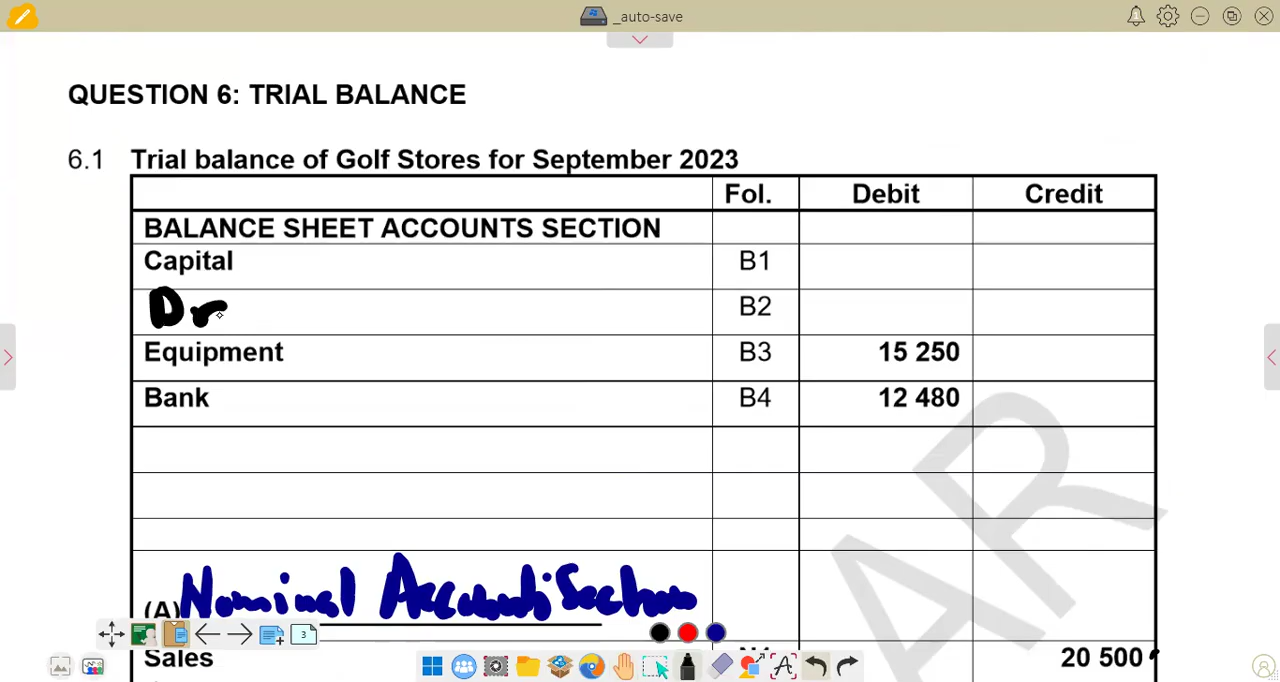 _auto-save
QUESTION 6: TRIAL BALANCE
6.1 Trial balance of Golf Stores for September 2023
Fol. Debit Credit
BALANCE SHEET ACCOUNTS SECTION
Capital B1
Dr B2
Equipment B3 15 250
Bank B4 12 480
(A) Nominal Accounts Section
3
Sales 20 500
AR